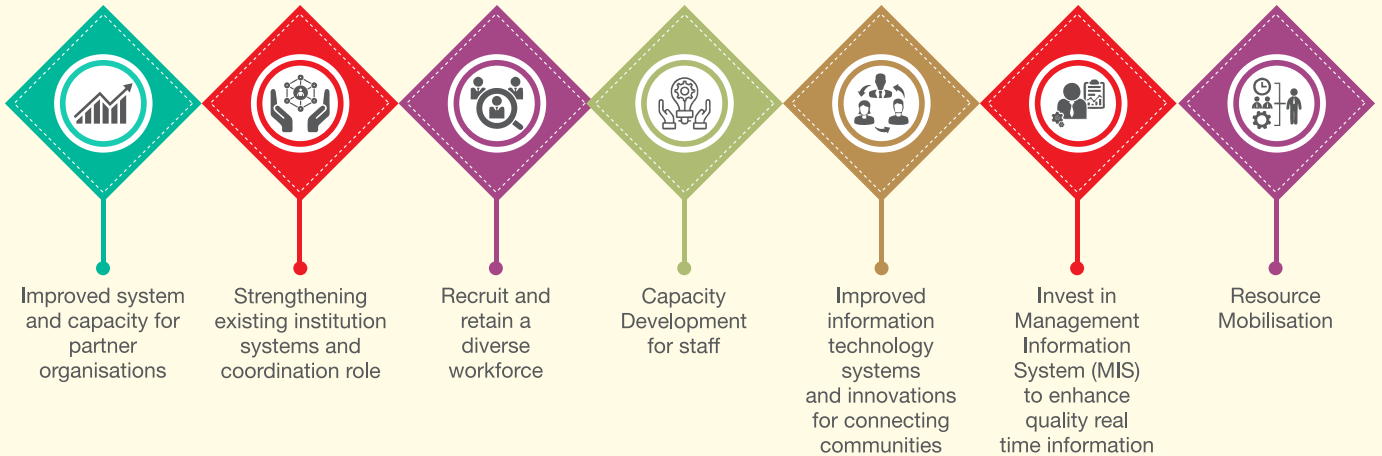 Improved system
and capacity for
partner
organisations
Strengthening
existing institution
systems and
coordination role
Recruit and
retain a
diverse
workforce
Capacity
Development
for staff
Improved
information
technology
systems
and innovations
for connecting
communities
Invest in
Management
Information
System (MIS)
to enhance
quality real
time information
Resource
Mobilisation